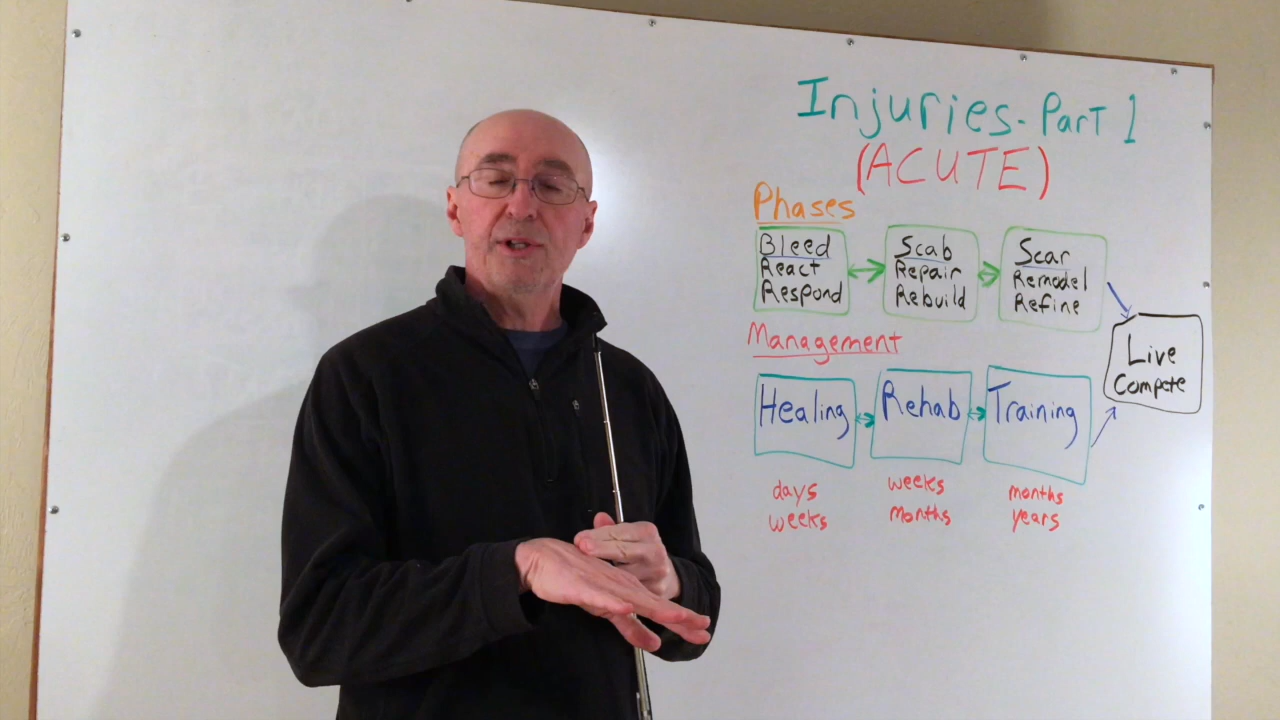 Injuries-Part 1
(ACUTE)
Phases
Bleed
React
Respond
Scab
Repair
Rebuild
Scar
Remodel
Refine
Live
Compete
Management
Healing
Rehab
Training
days
weeks
weeks
months
months
years